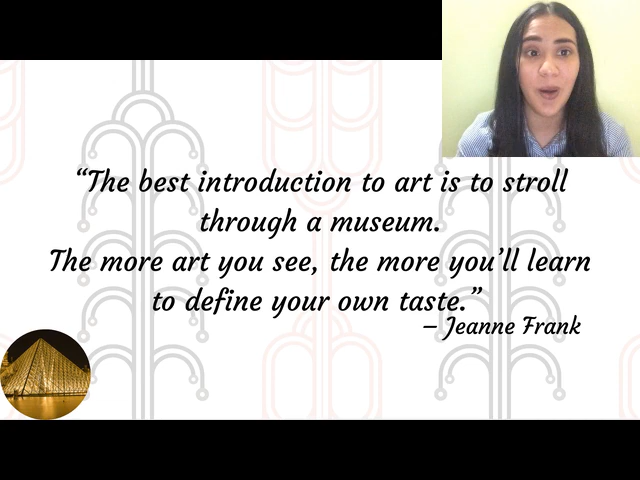 “The best introduction to art is to stroll
through a museum.
The more art you see, the more you’ll learn
to define your own taste.”
– Jeanne Frank